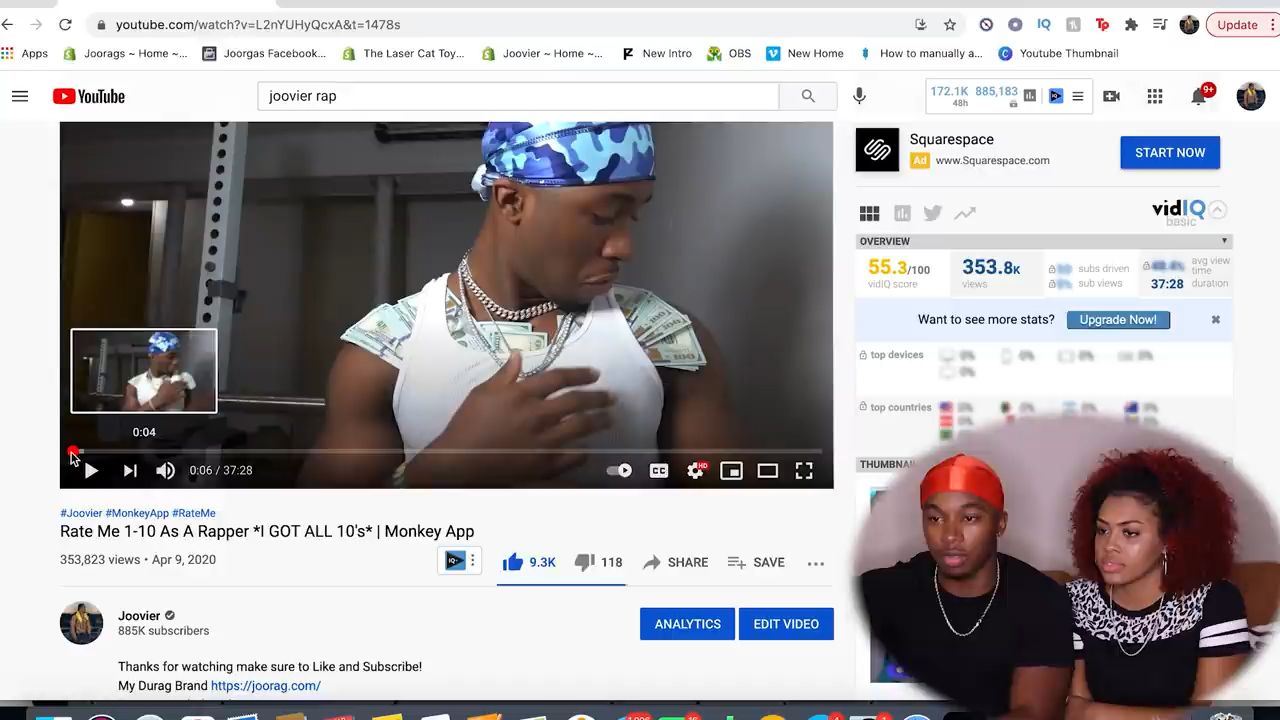 youtube.com/watch?v=L2nYUHyQcxA&t=1478s
Update
Apps
Joorags ~ Home ~...
Joorgas Facebook...
The Laser Cat Toy...
Joovier ~ Home ~...
New Intro
OBS
New Home
How to manually a...
Youtube Thumbnail
YouTube
joovier rap
172.1K 885,183
48h
9+
Squarespace
Ad www.Squarespace.com
START NOW
vidIQ
basic
OVERVIEW
55.3/100
vidIQ score
353.8K
views
subs driven
sub views
avg view
time
37:28 duration
Want to see more stats? Upgrade Now!
top devices
top countries
0:04
0:06 / 37:28
CC
HD
#Joovier #MonkeyApp #RateMe
Rate Me 1-10 As A Rapper *I GOT ALL 10's* | Monkey App
353,823 views • Apr 9, 2020
9.3K
118
SHARE
SAVE
Joovier
885K subscribers
ANALYTICS
EDIT VIDEO
Thanks for watching make sure to Like and Subscribe!
My Durag Brand https://joorag.com/